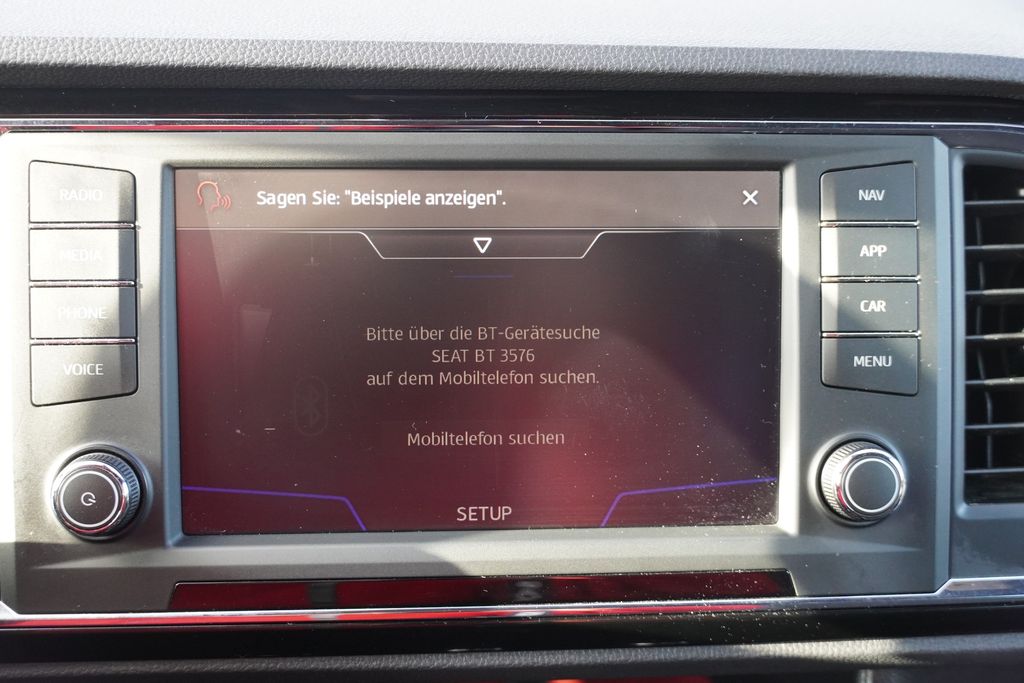 RADIO
MEDIA
PHONE
VOICE
Sagen Sie: "Beispiele anzeigen".
Bitte über die BT-Gerätesuche
SEAT BT 3576
auf dem Mobiltelefon suchen.
Mobiltelefon suchen
SETUP
NAV
APP
CAR
MENU